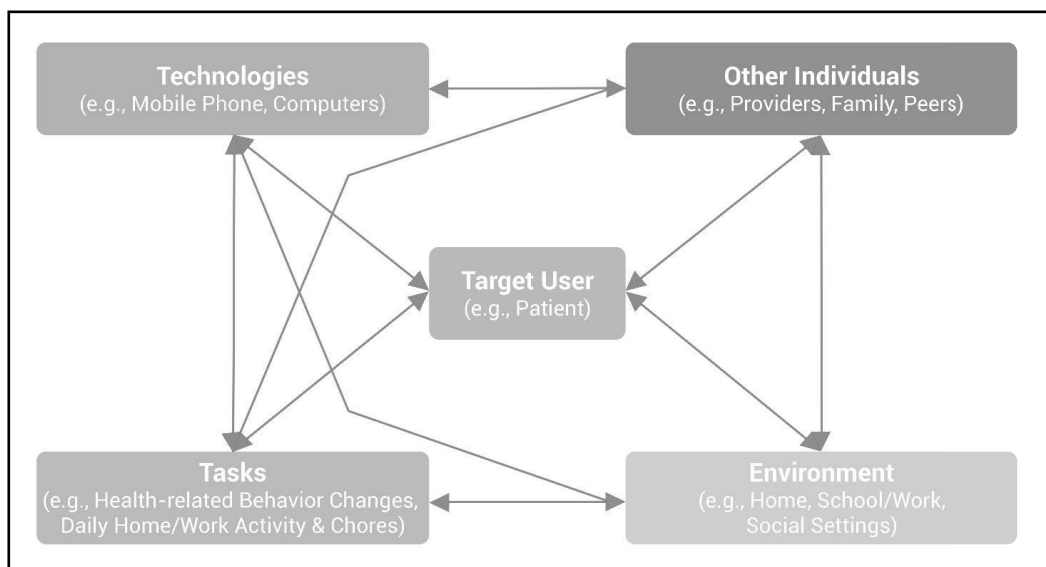 Technologies
(e.g., Mobile Phone, Computers)
Other Individuals
(e.g., Providers, Family, Peers)
Target User
(e.g., Patient)
Tasks
(e.g., Health-related Behavior Changes,
Daily Home/Work Activity & Chores)
Environment
(e.g., Home, School/Work,
Social Settings)